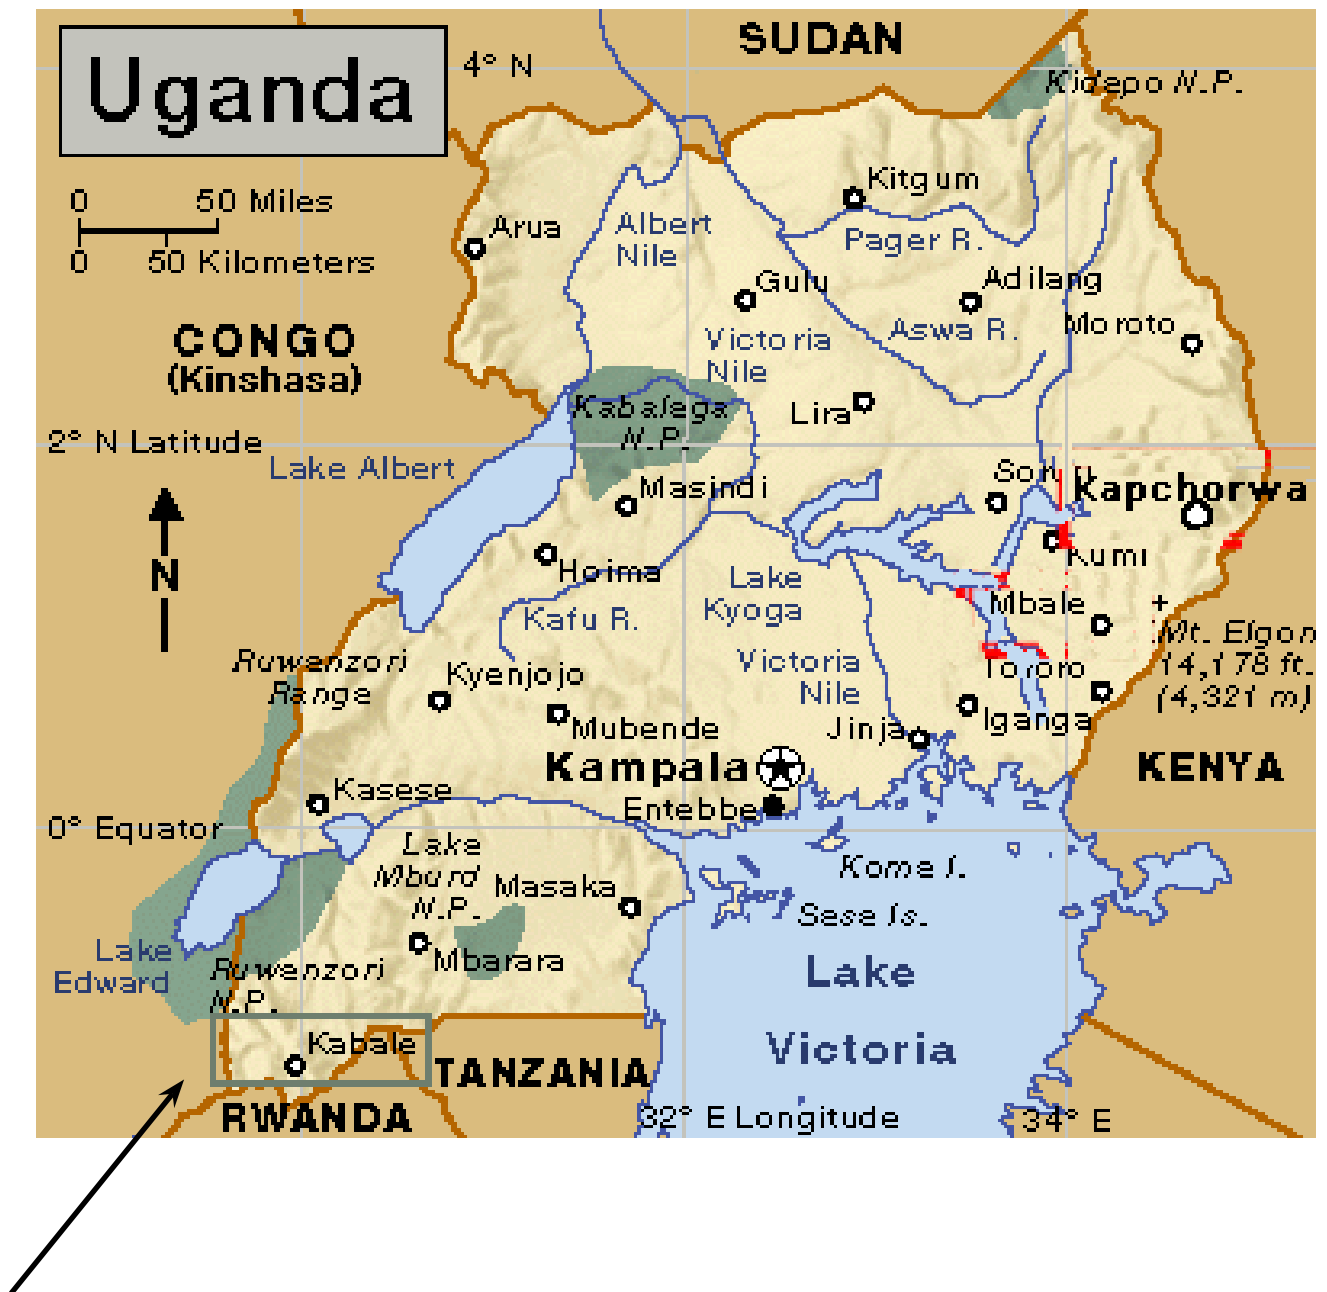 Uganda
4° N
SUDAN
Kidepo N.P.
0 50 Miles
0 50 Kilometers
Arua
Albert
Nile
Kitgum
Pager R.
Gulu
Adilang
Aswa R.
Moroto
CONGO
(Kinshasa)
Victoria
Nile
Kabalega
N.P.
Lira
2° N Latitude
Lake Albert
Masindi
Kapchorwa
N
Hoima
Kumi
Lake
Kyoga
Kafu R.
Mbale
+
Mt. Elgon
14,178 ft.
(4,321 m)
Ruwenzori
Range
Kyenjojo
Victoria
Nile
Tororo
Mubende
Jinja
Iganga
Kampala
KENYA
Kasese
Entebbe
0° Equator
Lake
Mburd
N.P.
Masaka
Kome I.
Sese Is.
Lake
Edward
Mbarara
Ruwenzori
N.P.
Lake
Victoria
Kabale
TANZANIA
RWANDA
32° E Longitude
34° E